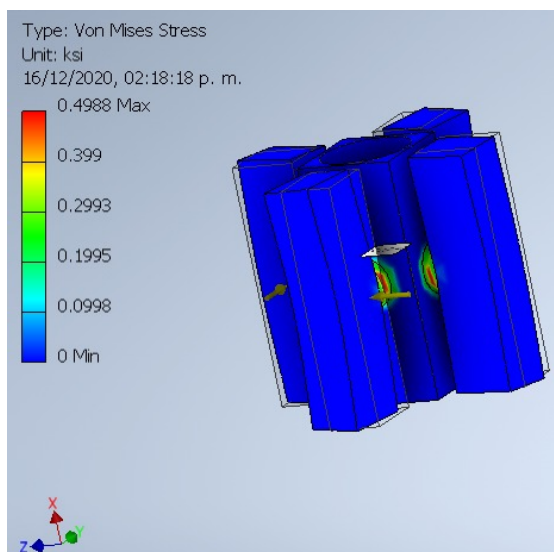 Type: Von Mises Stress
Unit: ksi
16/12/2020, 02:18:18 p. m.
0.4988 Max
0.399
0.2993
0.1995
0.0998
0 Min
X
Y
Z